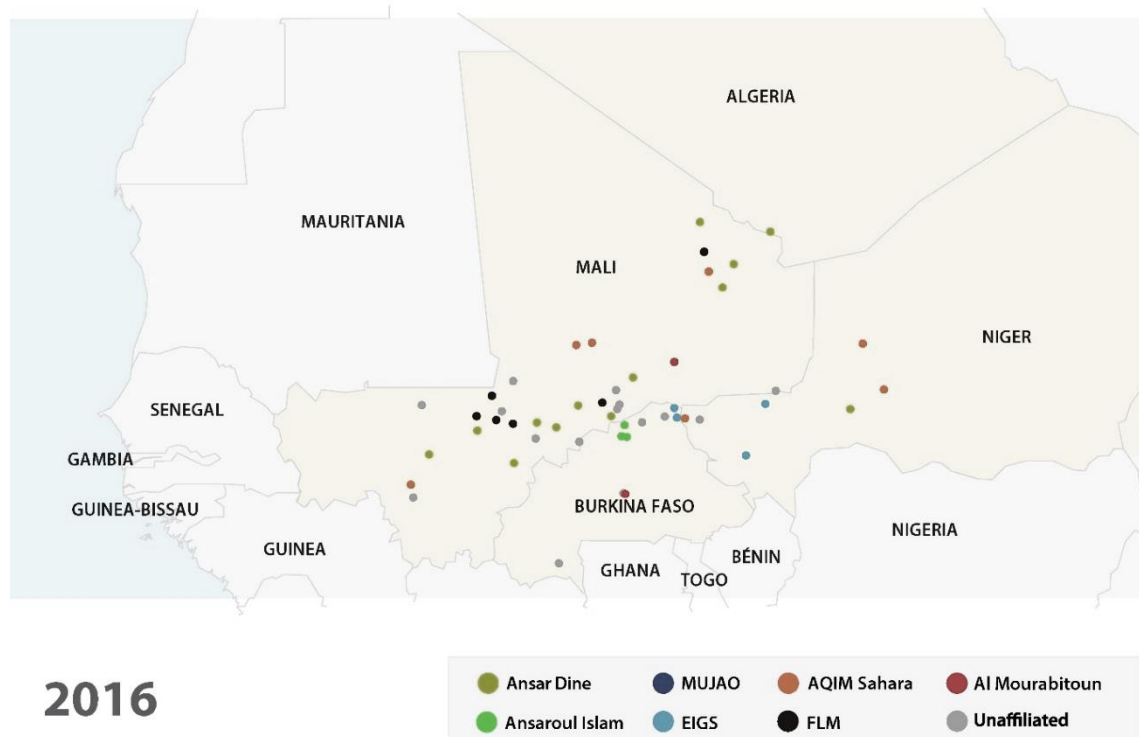 ALGERIA
MAURITANIA
MALI
NIGER
SENEGAL
GAMBIA
GUINEA-BISSAU
BURKINA FASO
NIGERIA
GUINEA
BÉNIN
GHANA
TOGO
2016
Ansar Dine MUJAO AQIM Sahara Al Mourabitoun
Ansaroul Islam EIGS FLM Unaffiliated